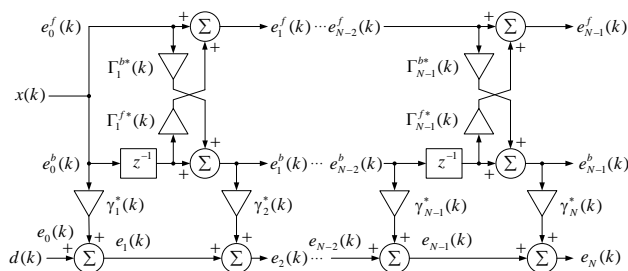 e_0^f(k) + Σ e_1^f(k) ⋯ e_{N−2}^f(k) + Σ e_{N−1}^f(k)
+ +
Γ_1^{b*}(k) Γ_{N−1}^{b*}(k)
x(k)
Γ_1^{f*}(k) Γ_{N−1}^{f*}(k)
+ +
e_0^b(k) z^{−1} + Σ e_1^b(k) ⋯ e_{N−2}^b(k) z^{−1} + Σ e_{N−1}^b(k)
γ_1^*(k) γ_2^*(k) γ_{N−1}^*(k) γ_N^*(k)
e_0(k) + e_1(k) + e_{N−2}(k) + e_{N−1}(k) +
d(k) + Σ + Σ e_2(k) ⋯ + Σ + Σ e_N(k)